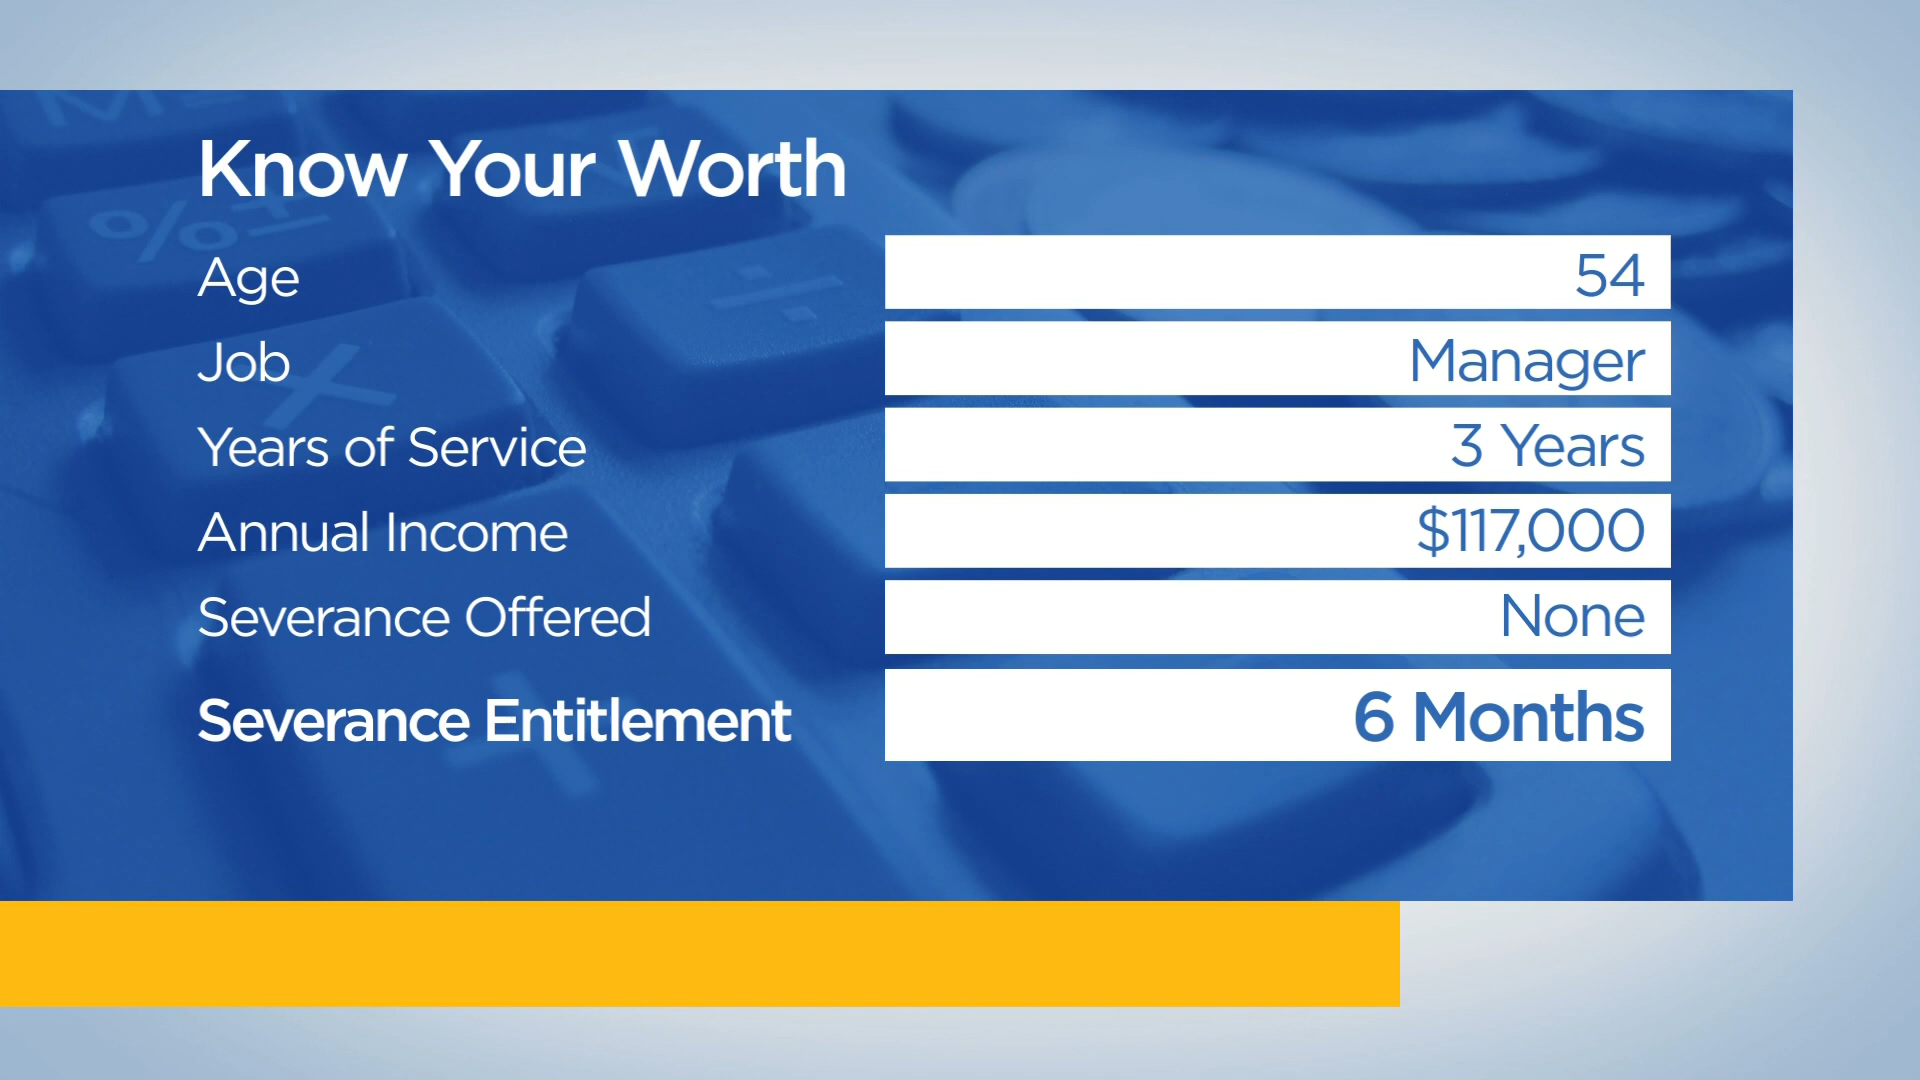 Know Your Worth
Age 54
Job Manager
Years of Service 3 Years
Annual Income $117,000
Severance Offered None
Severance Entitlement 6 Months
%± 
×
÷
+